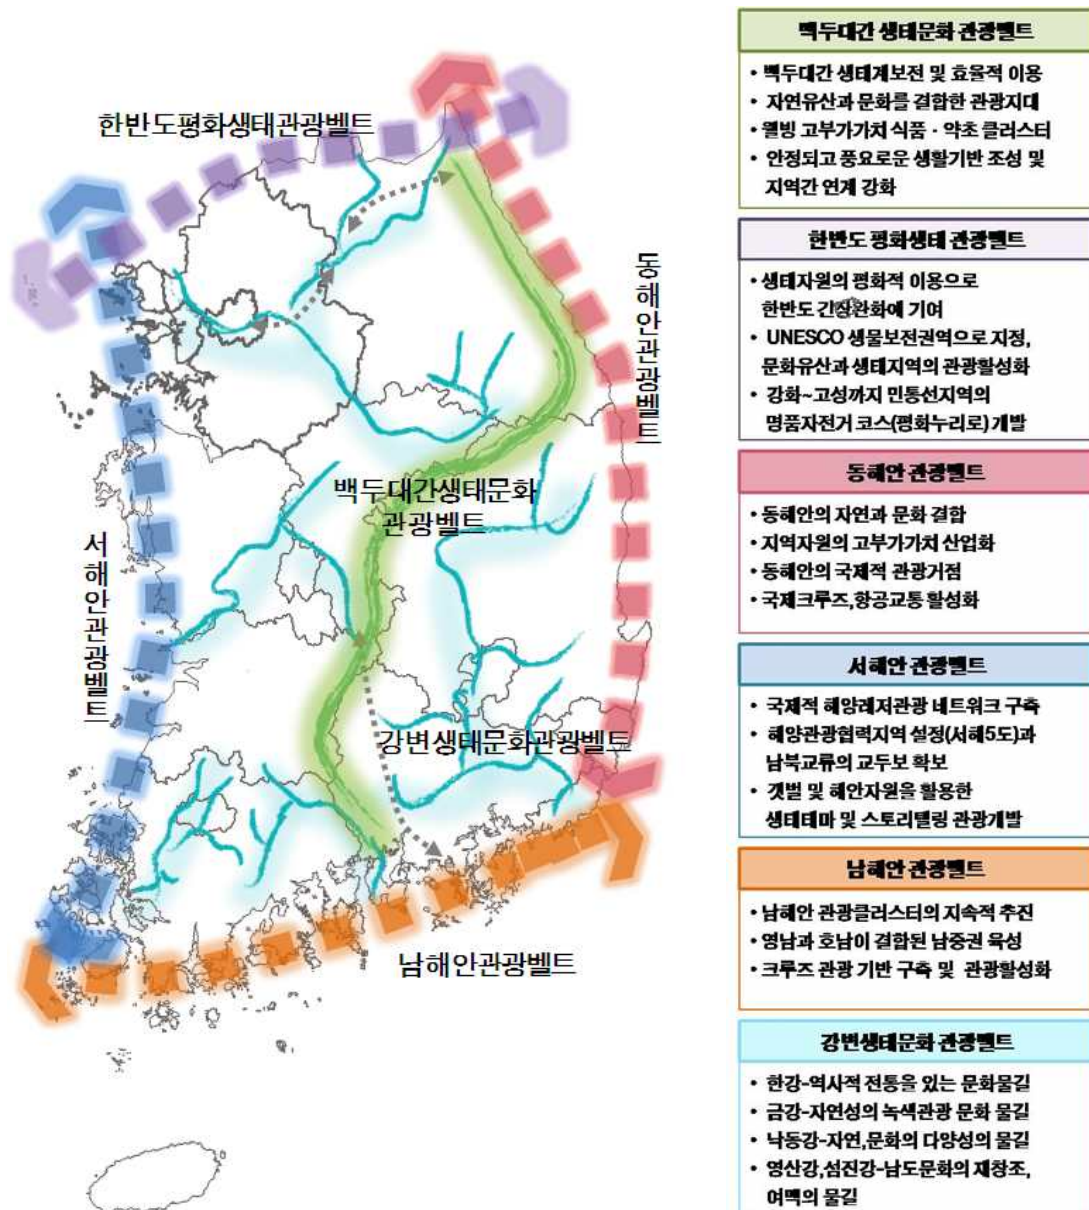 한반도평화생태관광벨트
동해안관광벨트
백두대간생태문화
관광벨트
서해안관광벨트
강변생태문화관광벨트
남해안관광벨트
백두대간 생태문화 관광벨트
• 백두대간 생태계보전 및 효율적 이용
• 자연유산과 문화를 결합한 관광지대
• 웰빙 고부가가치 식품 · 약초 클러스터
• 안정되고 풍요로운 생활기반 조성 및
지역간 연계 강화
한반도 평화생태 관광벨트
• 생태자원의 평화적 이용으로
한반도 긴장완화에 기여
• UNESCO 생물보전권역으로 지정,
문화유산과 생태지역의 관광활성화
• 강화~고성까지 민통선지역의
명품자전거 코스(평화누리로) 개발
동해안 관광벨트
• 동해안의 자연과 문화 결합
• 지역자원의 고부가가치 산업화
• 동해안의 국제적 관광거점
• 국제크루즈,항공교통 활성화
서해안 관광벨트
• 국제적 해양레저관광 네트워크 구축
• 해양관광협력지역 설정(서해5도)과
남북교류의 교두보 확보
• 갯벌 및 해안자원을 활용한
생태테마 및 스토리텔링 관광개발
남해안 관광벨트
• 남해안 관광클러스터의 지속적 추진
• 영남과 호남이 결합된 남중권 육성
• 크루즈 관광 기반 구축 및 관광활성화
강변생태문화 관광벨트
• 한강-역사적 전통을 있는 문화물길
• 금강-자연성의 녹색관광 문화 물길
• 낙동강-자연,문화의 다양성의 물길
• 영산강,섬진강-남도문화의 재창조,
여백의 물길